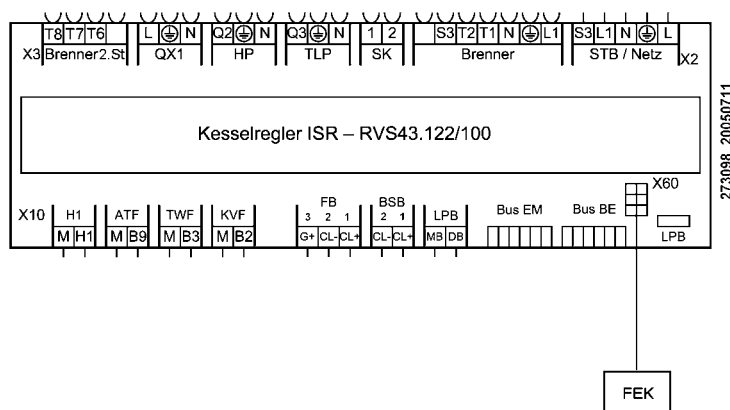 T8 T7 T6 L N Q2 N Q3 N 1 2 S3 T2 T1 N L1 S3 L1 N L
X3 Brenner2.St QX1 HP TLP SK Brenner STB / Netz X2
Kesselregler ISR – RVS43.122/100
273098 20050711
X60
X10 H1 ATF TWF KVF FB BSB LPB Bus EM Bus BE
3 2 1 2 1
M H1 M B9 M B3 M B2 G+ CL- CL+ CL- CL+ MB DB LPB
FEK